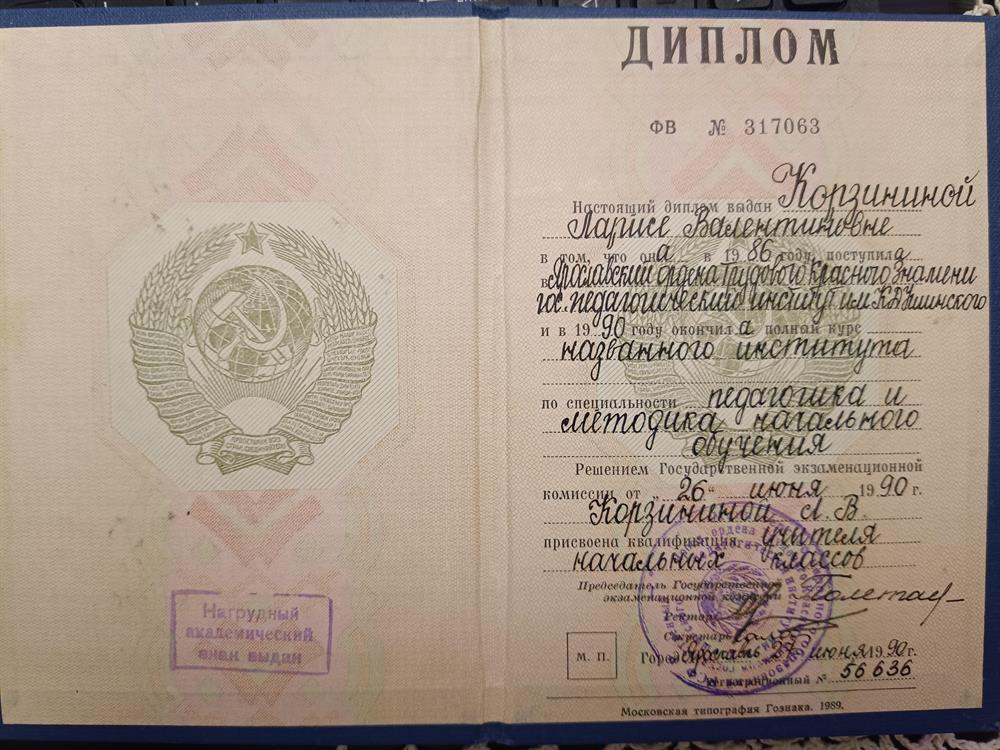 Нагрудный
академический
знак выдан
ДИПЛОМ
ФВ № 317063
Настоящий диплом выдан Корзининой
Ларисе Валентиновне
в том, что она в 1986 году поступила
в Ярославский ордена Трудового Красного Знамени
гос. педагогический институт им. К.Д. Ушинского
и в 1990 году окончила полный курс
названного института
по специальности педагогика и
методика начального
обучения
Решением Государственной экзаменационной
комиссии от „26“ июня 1990 г.
Корзининой Л. В.
присвоена квалификация учителя
начальных классов
Председатель Государственной
экзаменационной комиссии
Ректор
Секретарь
М. П.
Город Ярославль 27 июня 1990 г.
Регистрационный № 56636
Московская типография Гознака. 1989.